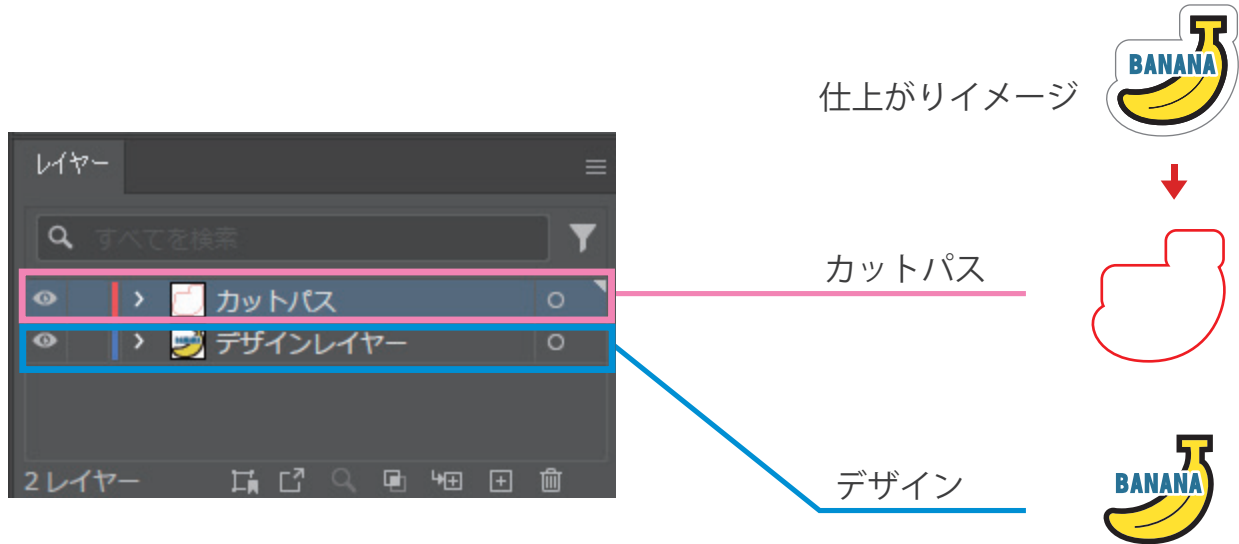 仕上がりイメージ
BANANA
レイヤー
すべてを検索
カットパス
カットパス
デザインレイヤー
2 レイヤー
デザイン
BANANA